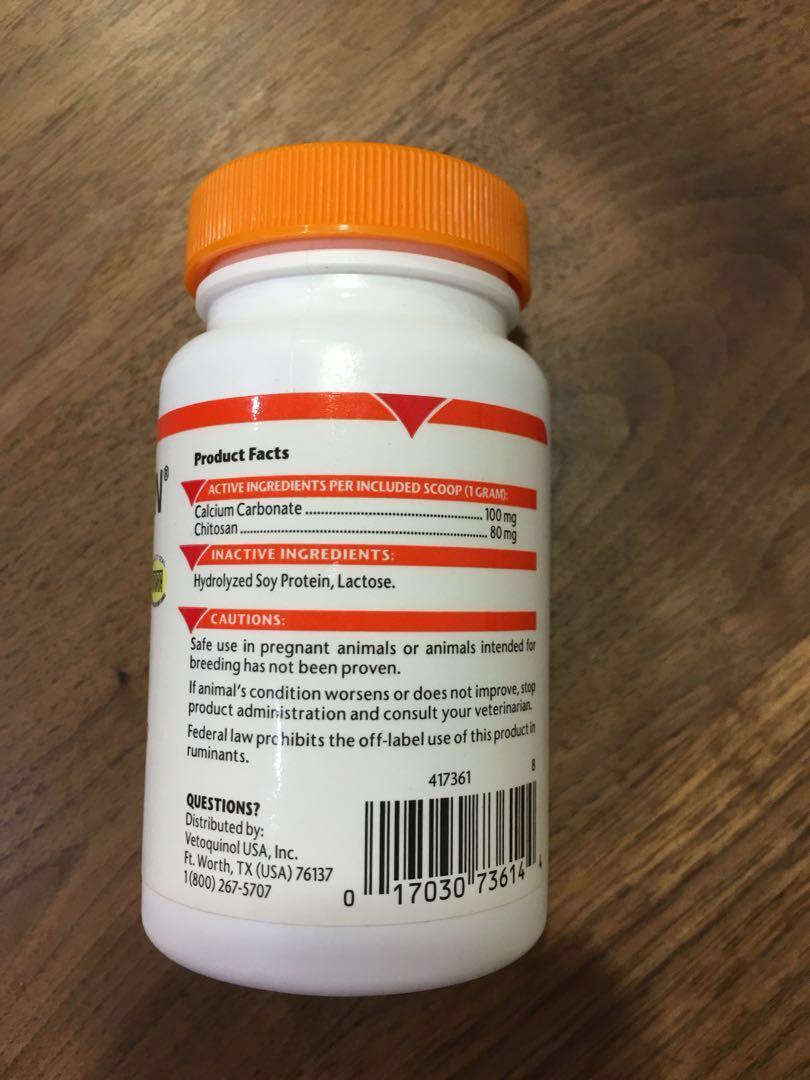 ®
Product Facts
ACTIVE INGREDIENTS PER INCLUDED SCOOP (1 GRAM):
Calcium Carbonate ........................................ 100 mg
Chitosan ........................................................ 80 mg
INACTIVE INGREDIENTS:
Hydrolyzed Soy Protein, Lactose.
CAUTIONS:
Safe use in pregnant animals or animals intended for
breeding has not been proven.
If animal's condition worsens or does not improve, stop
product administration and consult your veterinarian.
Federal law prohibits the off-label use of this product in
ruminants.
417361
8
QUESTIONS?
Distributed by:
Vetoquinol USA, Inc.
Ft. Worth, TX (USA) 76137
1(800) 267-5707
0 17030 73614 4